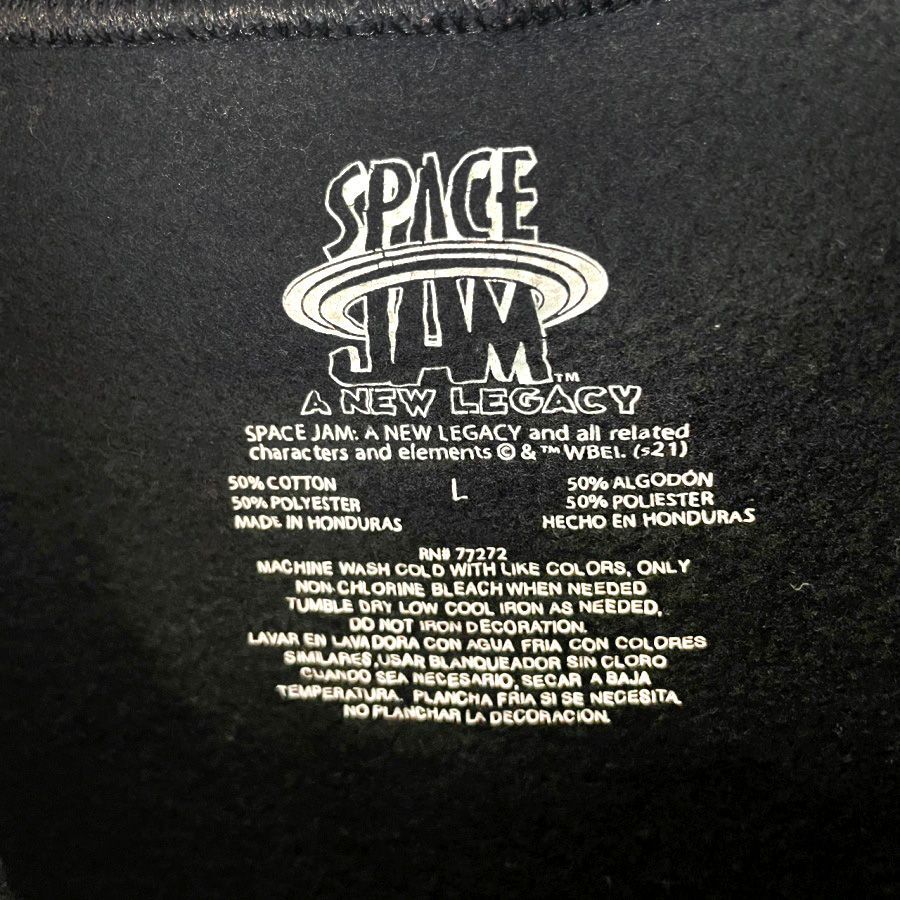 SPACE
JAM™
A NEW LEGACY
SPACE JAM: A NEW LEGACY and all related
characters and elements © & ™ WBEI. (s21)
50% COTTON
50% POLYESTER
MADE IN HONDURAS
L
50% ALGODÓN
50% POLIESTER
HECHO EN HONDURAS
RN# 77272
MACHINE WASH COLD WITH LIKE COLORS, ONLY
NON-CHLORINE BLEACH WHEN NEEDED
TUMBLE DRY LOW COOL IRON AS NEEDED,
DO NOT IRON DECORATION.
LAVAR EN LAVADORA CON AGUA FRIA CON COLORES
SIMILARES, USAR BLANQUEADOR SIN CLORO
CUANDO SEA NECESARIO, SECAR A BAJA
TEMPERATURA. PLANCHA FRIA SI SE NECESITA,
NO PLANCHAR LA DECORACION.